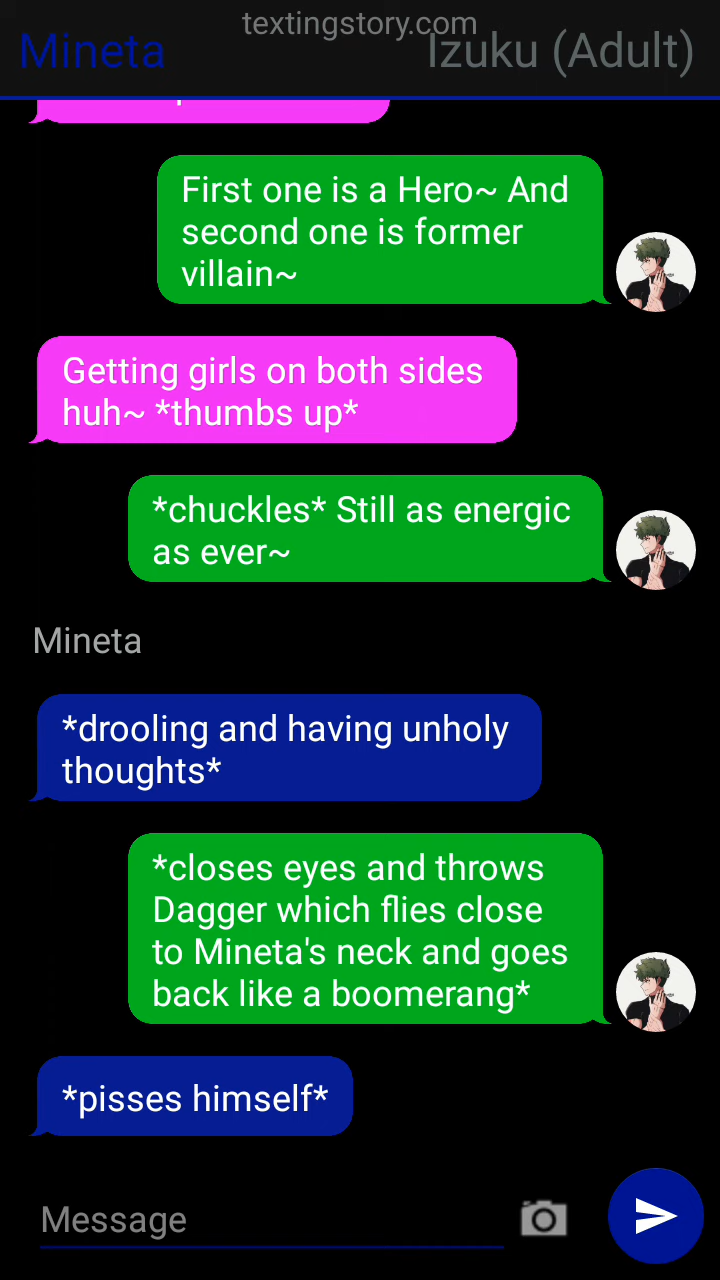 textingstory.com
Mineta
Izuku (Adult)
First one is a Hero~ And
second one is former
villain~
Getting girls on both sides
huh~ *thumbs up*
*chuckles* Still as energic
as ever~
Mineta
*drooling and having unholy
thoughts*
*closes eyes and throws
Dagger which flies close
to Mineta's neck and goes
back like a boomerang*
*pisses himself*
Message